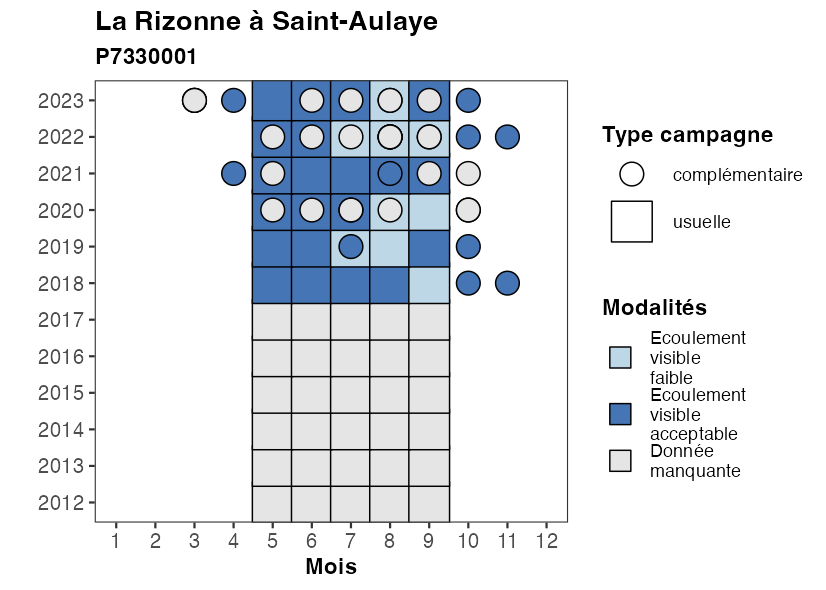 La Rizonne à Saint-Aulaye
P7330001
2023
2022
2021
2020
2019
2018
2017
2016
2015
2014
2013
2012
1 2 3 4 5 6 7 8 9 10 11 12
Mois
Type campagne
complémentaire
usuelle
Modalités
Ecoulement
visible
faible
Ecoulement
visible
acceptable
Donnée
manquante